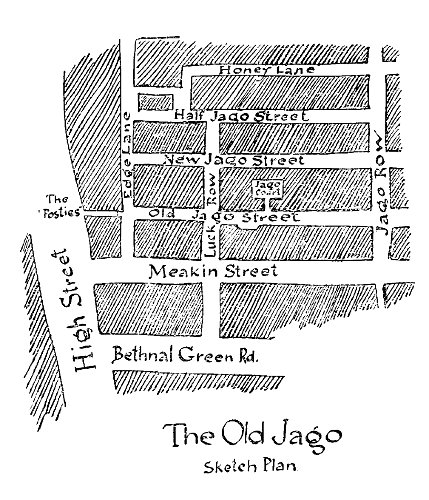 Honey Lane
Half Jago Street
Edge Lane
New Jago Street
Jago Row
Jago
Court
The
"Posties"
Old Jago Street
Luck Row
Meakin Street
High Street
Bethnal Green Rd.
The Old Jago
Sketch Plan